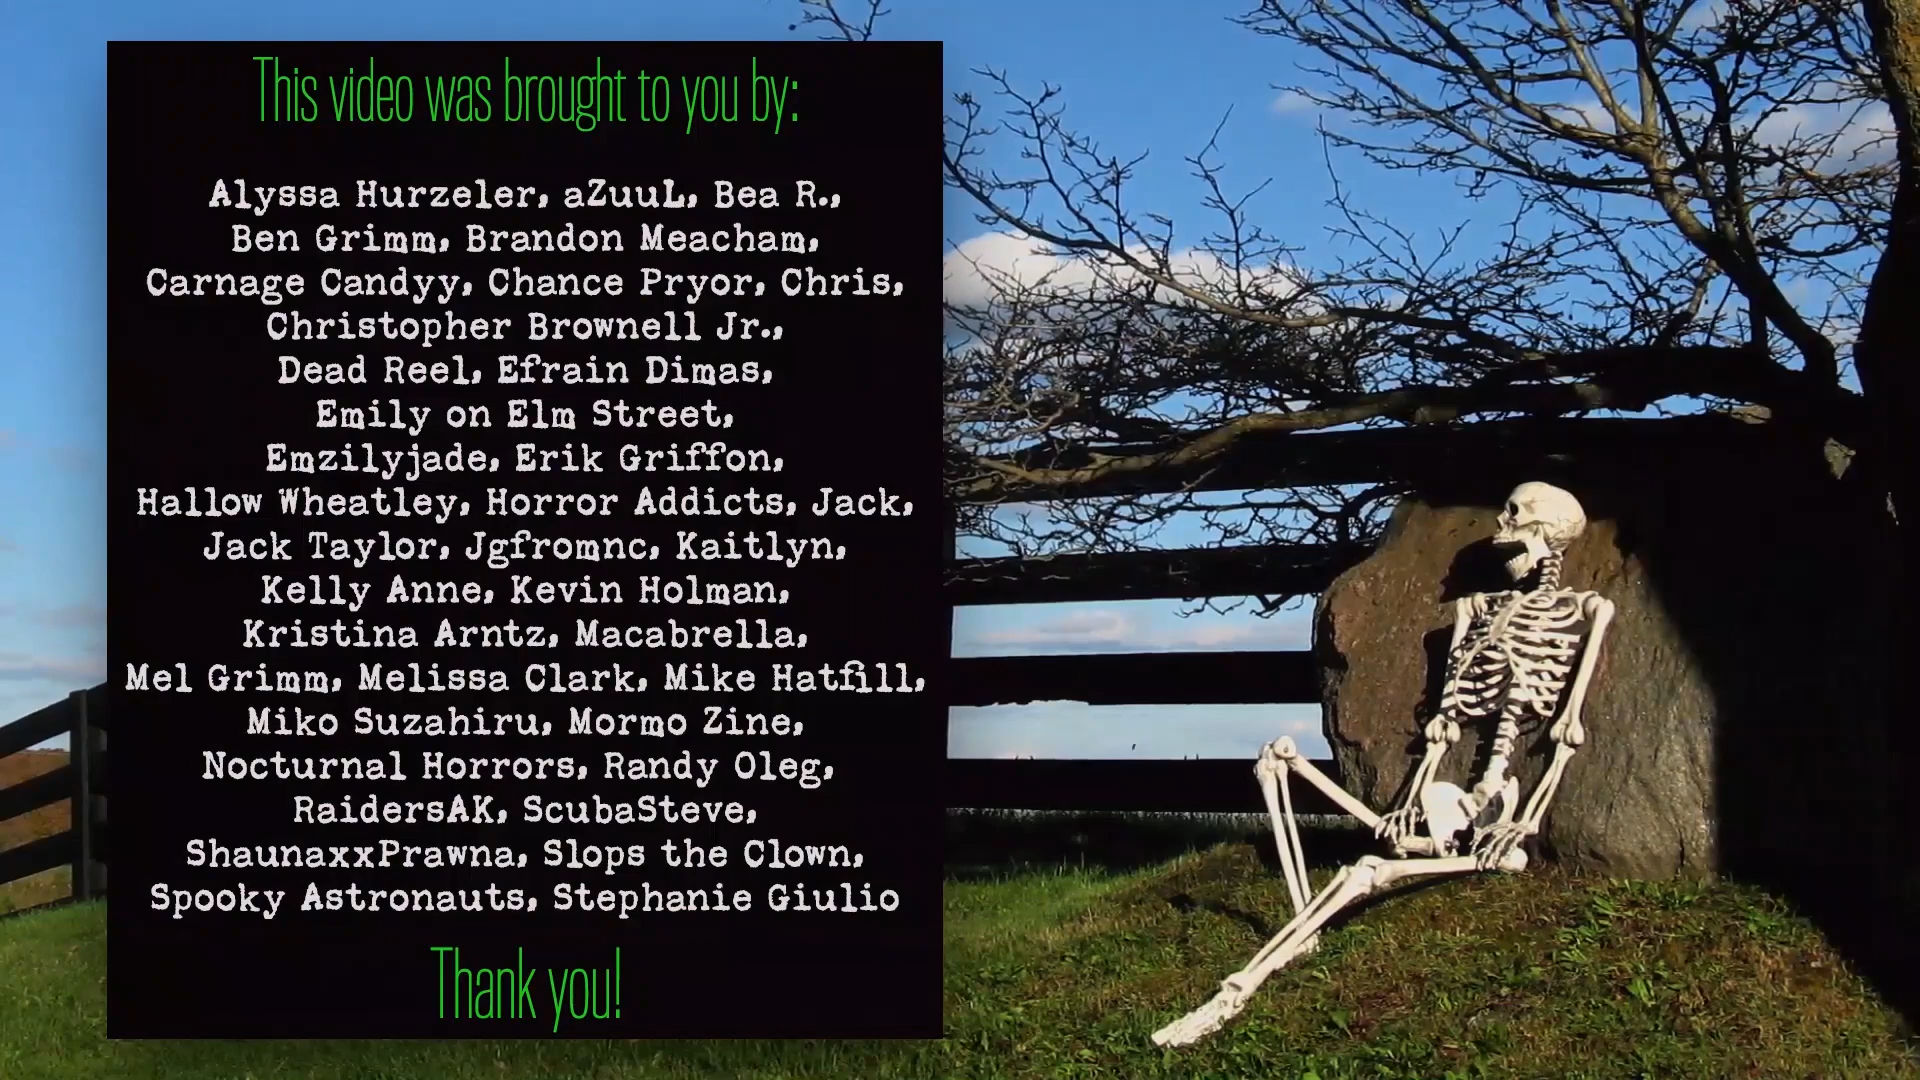 This video was brought to you by:
Alyssa Hurzeler, aZuuL, Bea R.,
Ben Grimm, Brandon Meacham,
Carnage Candyy, Chance Pryor, Chris,
Christopher Brownell Jr.,
Dead Reel, Efrain Dimas,
Emily on Elm Street,
Emzilyjade, Erik Griffon,
Hallow Wheatley, Horror Addicts, Jack,
Jack Taylor, Jgfromnc, Kaitlyn,
Kelly Anne, Kevin Holman,
Kristina Arntz, Macabrella,
Mel Grimm, Melissa Clark, Mike Hatfill,
Miko Suzahiru, Mormo Zine,
Nocturnal Horrors, Randy Oleg,
RaidersAK, ScubaSteve,
ShaunaxxPrawna, Slops the Clown,
Spooky Astronauts, Stephanie Giulio
Thank you!